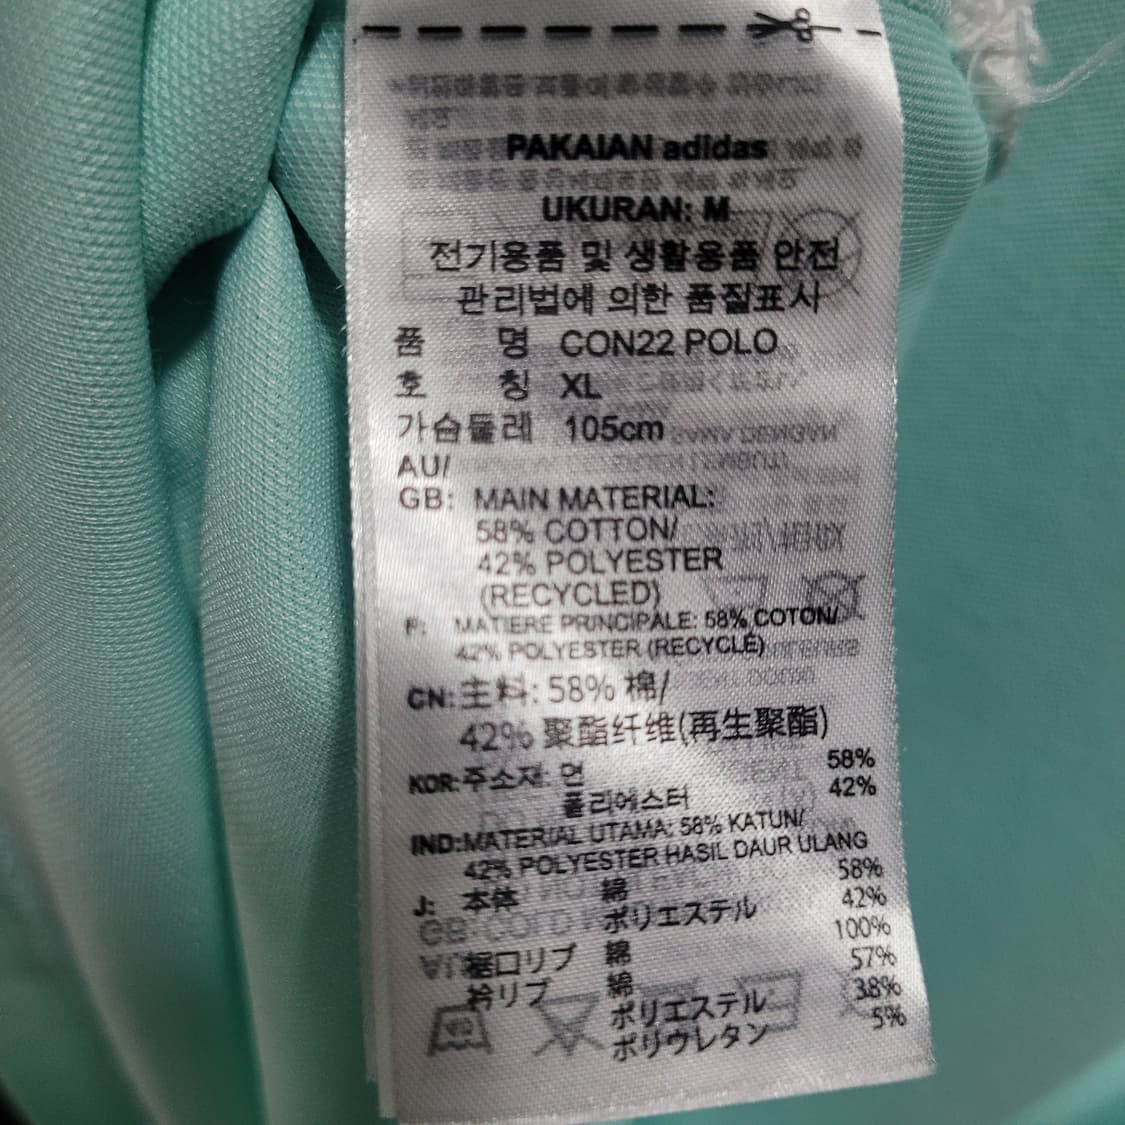 PAKAIAN adidas
UKURAN: M
전기용품 및 생활용품 안전
관리법에 의한 품질표시
품 명 CON22 POLO
호 칭 XL
가슴둘레 105cm
AU/
GB: MAIN MATERIAL:
58% COTTON/
42% POLYESTER
(RECYCLED)
F: MATIERE PRINCIPALE: 58% COTON/
42% POLYESTER (RECYCLÉ)
CN:主料: 58% 棉/
42% 聚酯纤维(再生聚酯)
KOR:주소재: 면 58%
폴리에스터 42%
IND:MATERIAL UTAMA: 58% KATUN/
42% POLYESTER HASIL DAUR ULANG
J: 本体 綿 58%
ポリエステル 42%
裾口リブ 綿 100%
衿リブ 綿 57%
ポリエステル 38%
ポリウレタン 5%